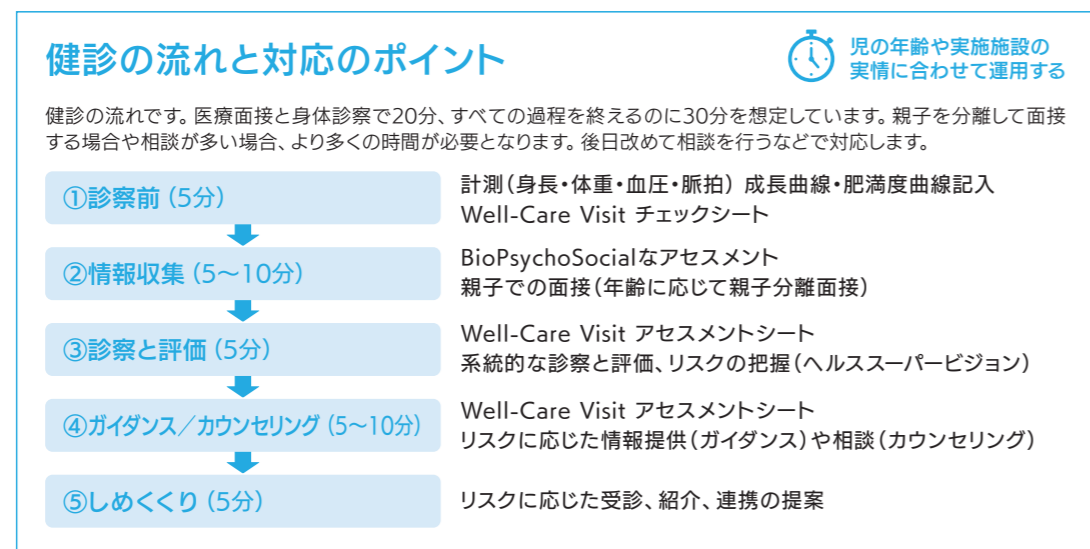 健診の流れと対応のポイント
児の年齢や実施施設の
実情に合わせて運用する
健診の流れです。医療面接と身体診察で20分、すべての過程を終えるのに30分を想定しています。親子を分離して面接
する場合や相談が多い場合、より多くの時間が必要となります。後日改めて相談を行うなどで対応します。
①診察前（5分）
計測（身長・体重・血圧・脈拍） 成長曲線・肥満度曲線記入
Well-Care Visit チェックシート
②情報収集（5〜10分）
BioPsychoSocialなアセスメント
親子での面接（年齢に応じて親子分離面接）
③診察と評価（5分）
Well-Care Visit アセスメントシート
系統的な診察と評価、リスクの把握（ヘルススーパービジョン）
④ガイダンス／カウンセリング（5〜10分）
Well-Care Visit アセスメントシート
リスクに応じた情報提供（ガイダンス）や相談（カウンセリング）
⑤しめくくり（5分）
リスクに応じた受診、紹介、連携の提案